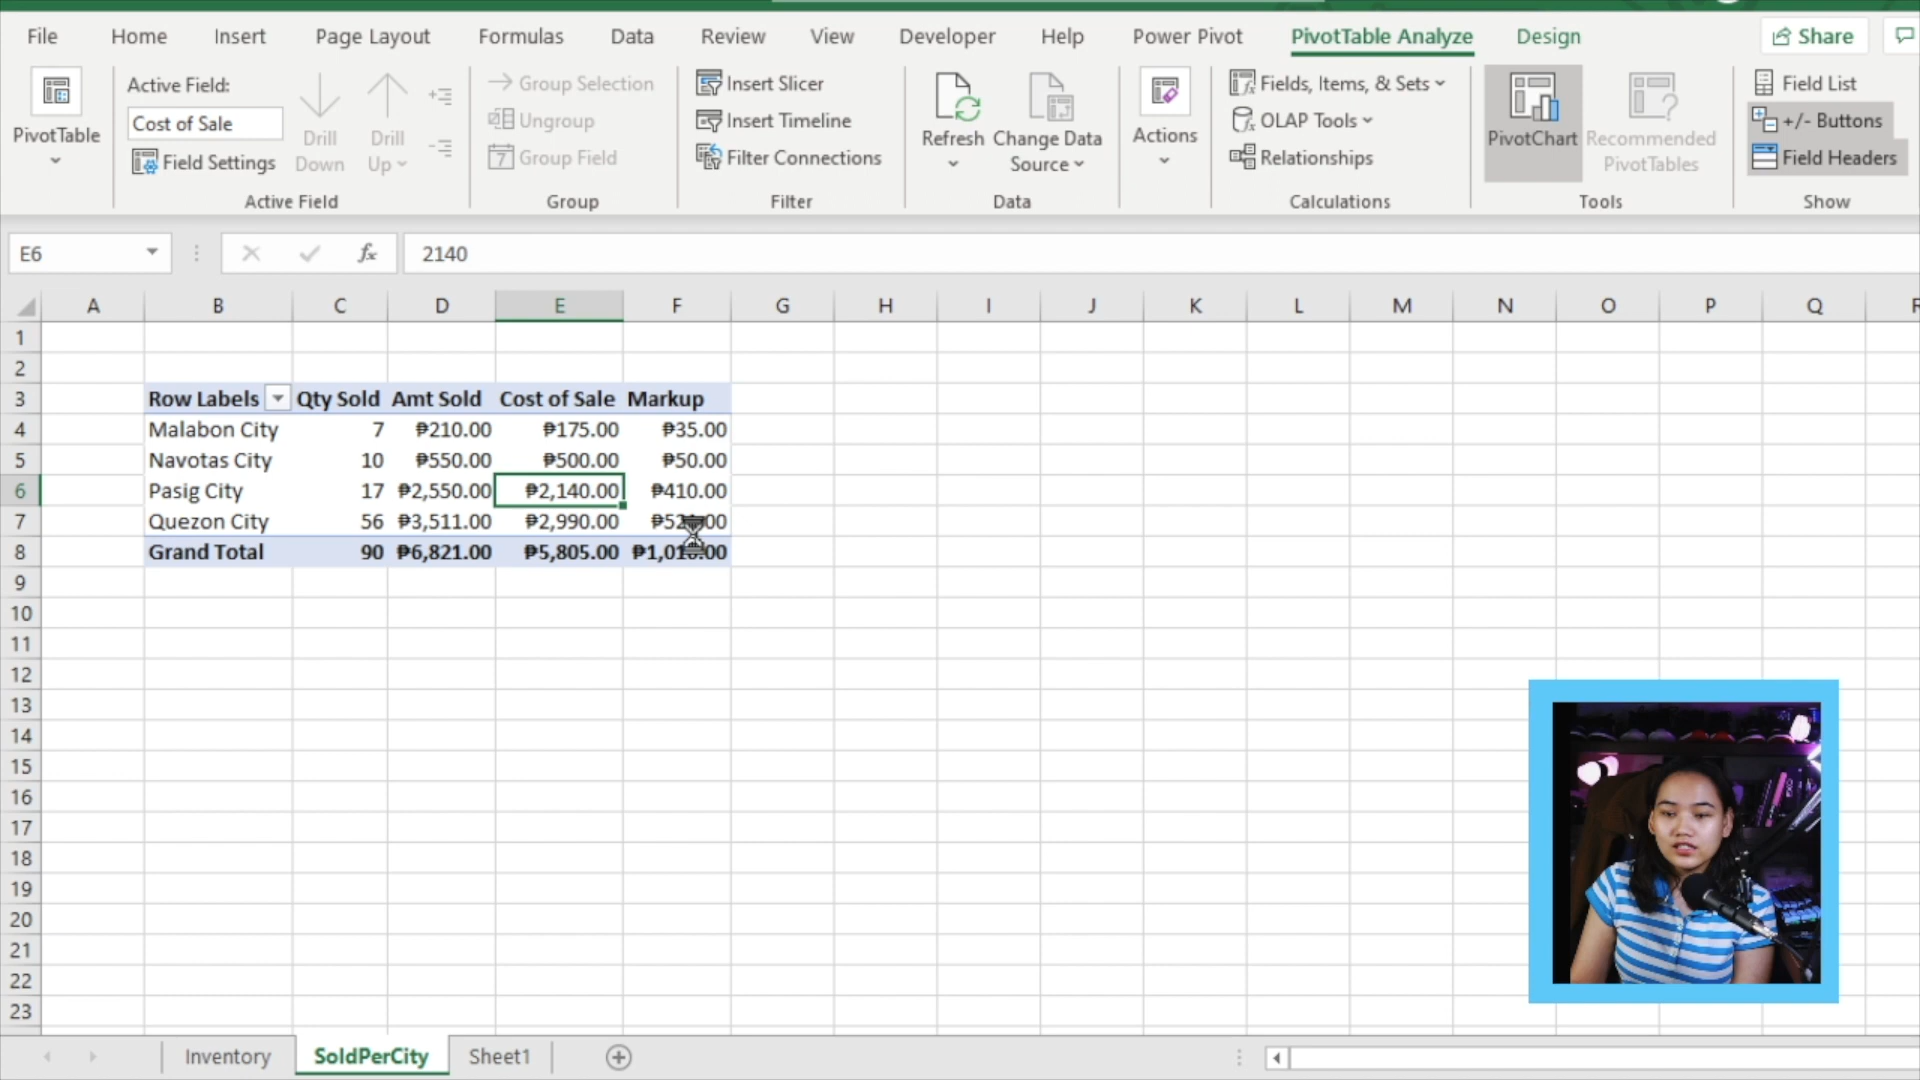 File Home Insert Page Layout Formulas Data Review View Developer Help Power Pivot PivotTable Analyze Design Share
PivotTable
Active Field:
Cost of Sale
Field Settings
Drill Down
Drill Up
Active Field
Group Selection
Ungroup
7 Group Field
Group
Insert Slicer
Insert Timeline
Filter Connections
Filter
Refresh
Change Data Source
Data
Actions
Fields, Items, & Sets
OLAP Tools
Relationships
Calculations
PivotChart
Recommended PivotTables
Tools
Field List
+/- Buttons
Field Headers
Show
E6 fx 2140
A B C D E F G H I J K L M N O P Q R
1
2
3 Row Labels Qty Sold Amt Sold Cost of Sale Markup
4 Malabon City 7 ₱210.00 ₱175.00 ₱35.00
5 Navotas City 10 ₱550.00 ₱500.00 ₱50.00
6 Pasig City 17 ₱2,550.00 ₱2,140.00 ₱410.00
7 Quezon City 56 ₱3,511.00 ₱2,990.00
8 Grand Total 90 ₱6,821.00 ₱5,805.00
9
10
11
12
13
14
15
16
17
18
19
20
21
22
23
Inventory SoldPerCity Sheet1